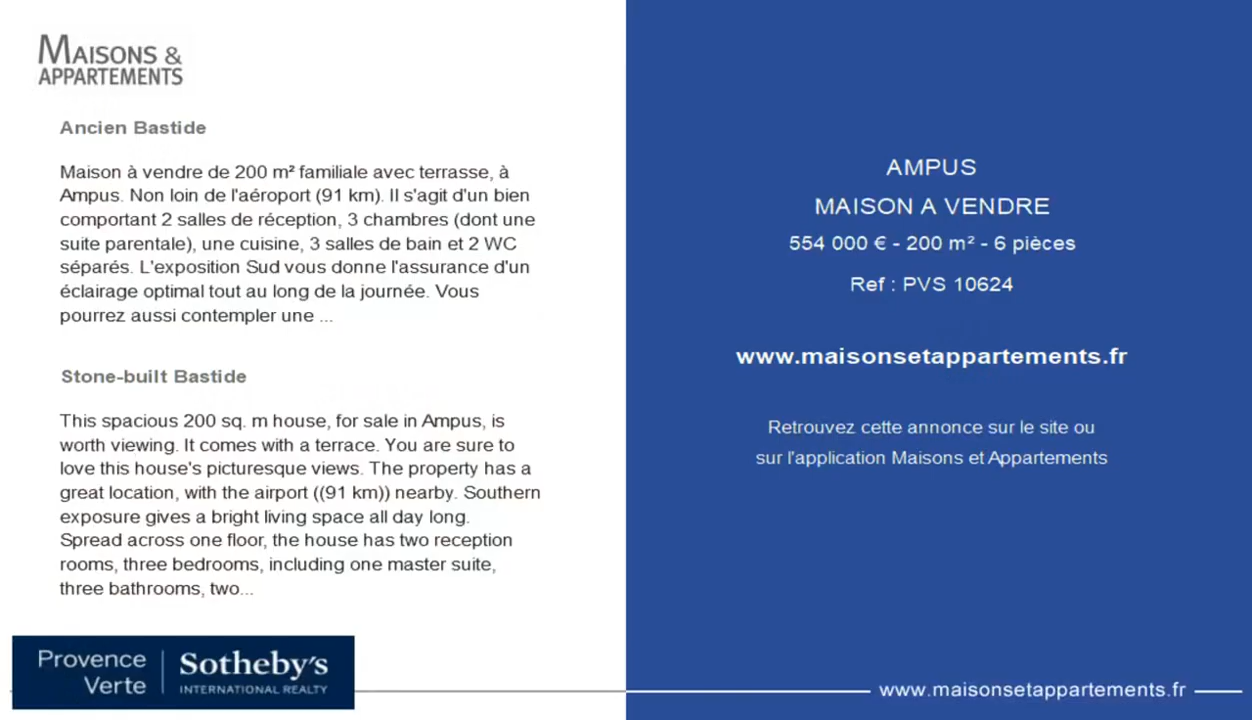 MAISONS &
APPARTEMENTS
Ancien Bastide
Maison à vendre de 200 m² familiale avec terrasse, à
Ampus. Non loin de l'aéroport (91 km). Il s'agit d'un bien
comportant 2 salles de réception, 3 chambres (dont une
suite parentale), une cuisine, 3 salles de bain et 2 WC
séparés. L'exposition Sud vous donne l'assurance d'un
éclairage optimal tout au long de la journée. Vous
pourrez aussi contempler une ...
Stone-built Bastide
This spacious 200 sq. m house, for sale in Ampus, is
worth viewing. It comes with a terrace. You are sure to
love this house's picturesque views. The property has a
great location, with the airport ((91 km)) nearby. Southern
exposure gives a bright living space all day long.
Spread across one floor, the house has two reception
rooms, three bedrooms, including one master suite,
three bathrooms, two...
Provence
Verte
Sotheby's
INTERNATIONAL REALTY
AMPUS
MAISON A VENDRE
554 000 € - 200 m² - 6 pièces
Ref : PVS 10624
www.maisonsetappartements.fr
Retrouvez cette annonce sur le site ou
sur l'application Maisons et Appartements
www.maisonsetappartements.fr